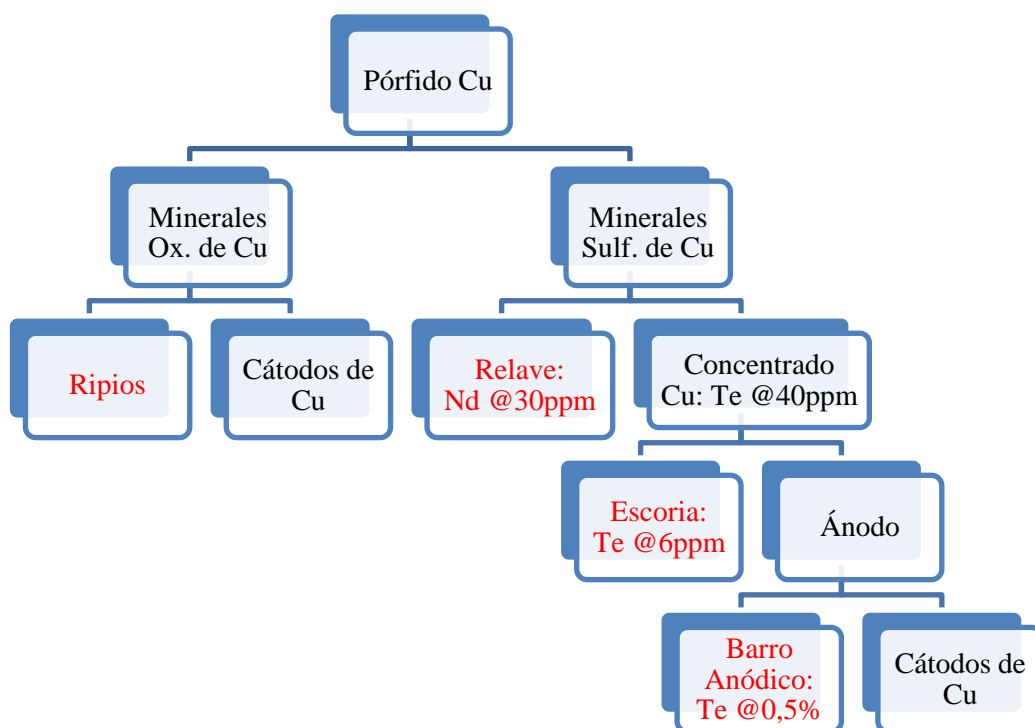 Pórfido Cu
Minerales
Ox. de Cu
Minerales
Sulf. de Cu
Ripios
Cátodos de
Cu
Relave:
Nd @30ppm
Concentrado
Cu: Te @40ppm
Escoria:
Te @6ppm
Ánodo
Barro
Anódico:
Te @0,5%
Cátodos de
Cu